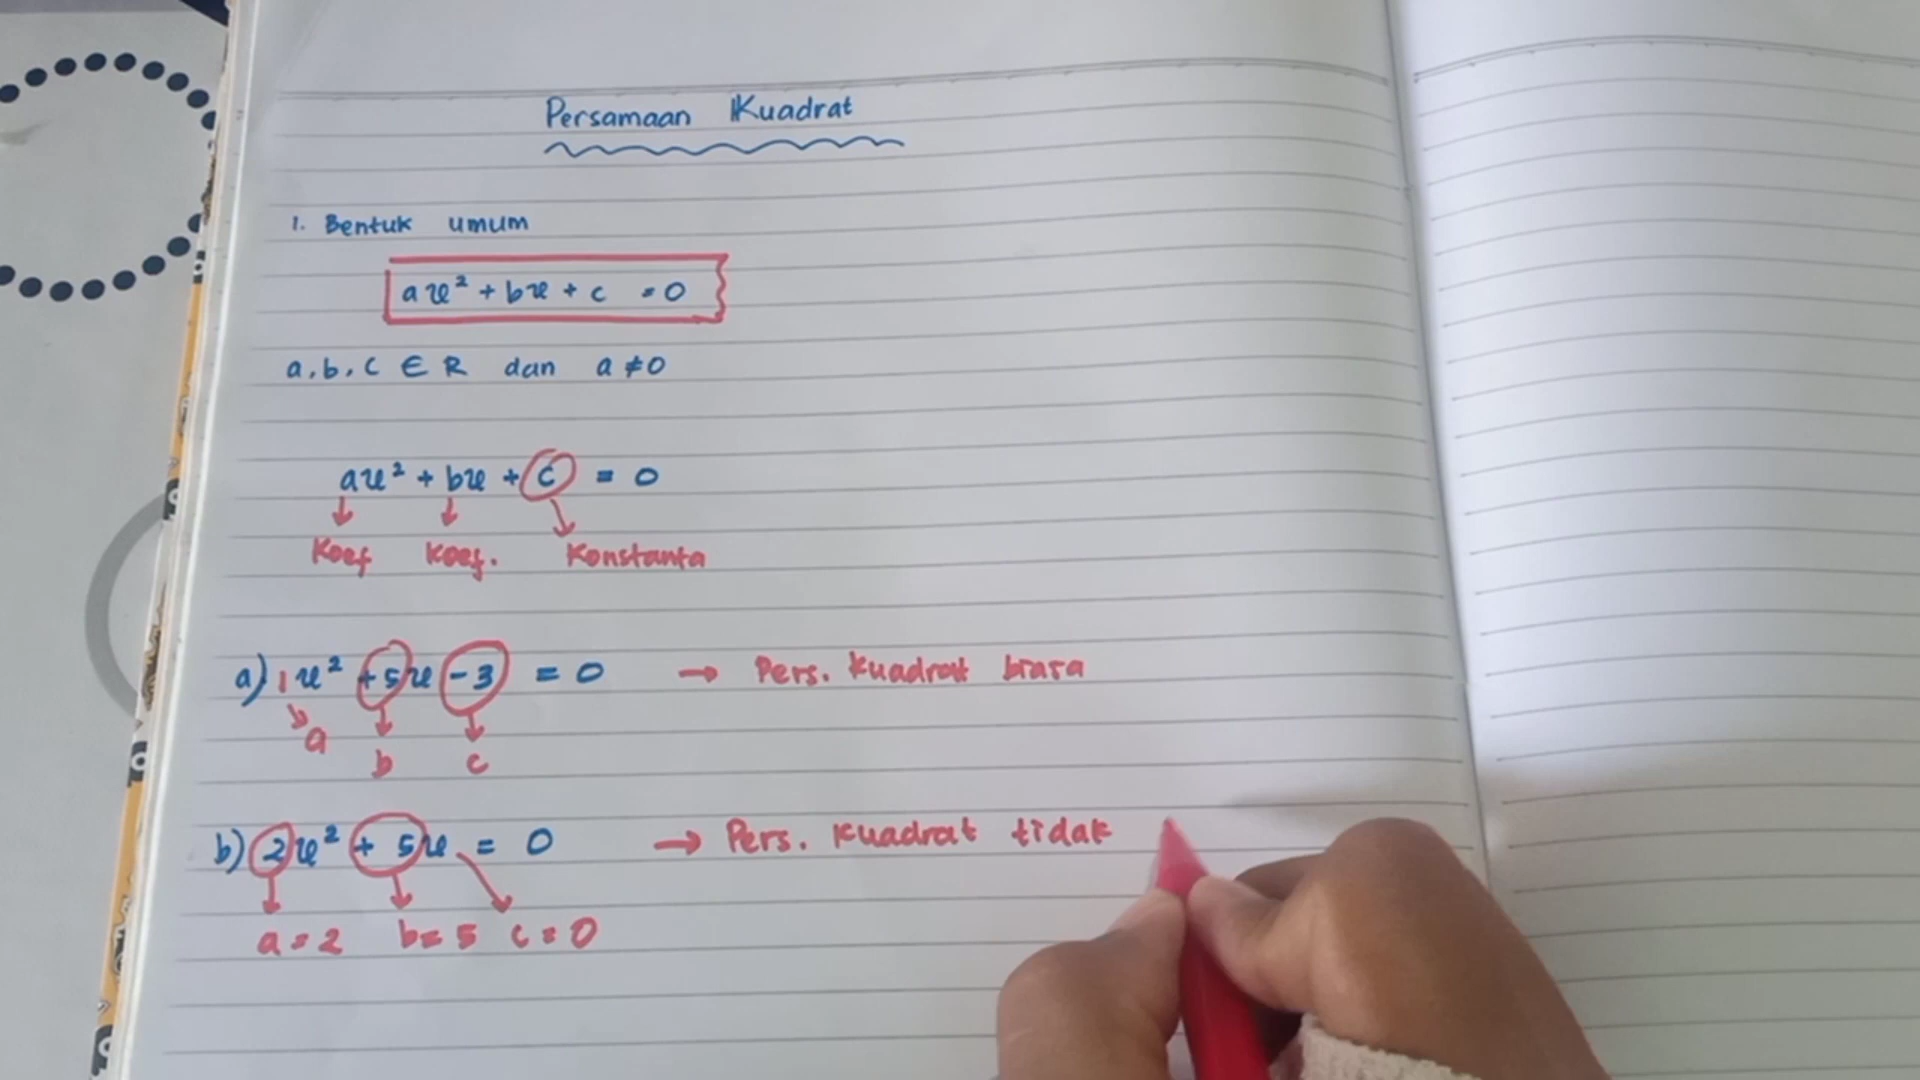 Persamaan Kuadrat
1. Bentuk umum
ax² + bx + c = 0
a, b, c ∈ R dan a ≠ 0
ax² + bx + c = 0
Koef Koef. Konstanta
a) 1x² + 5x - 3 = 0 → Pers. Kuadrat biasa
a b c
b) 2x² + 5x = 0 → Pers. Kuadrat tidak
a = 2 b = 5 c = 0